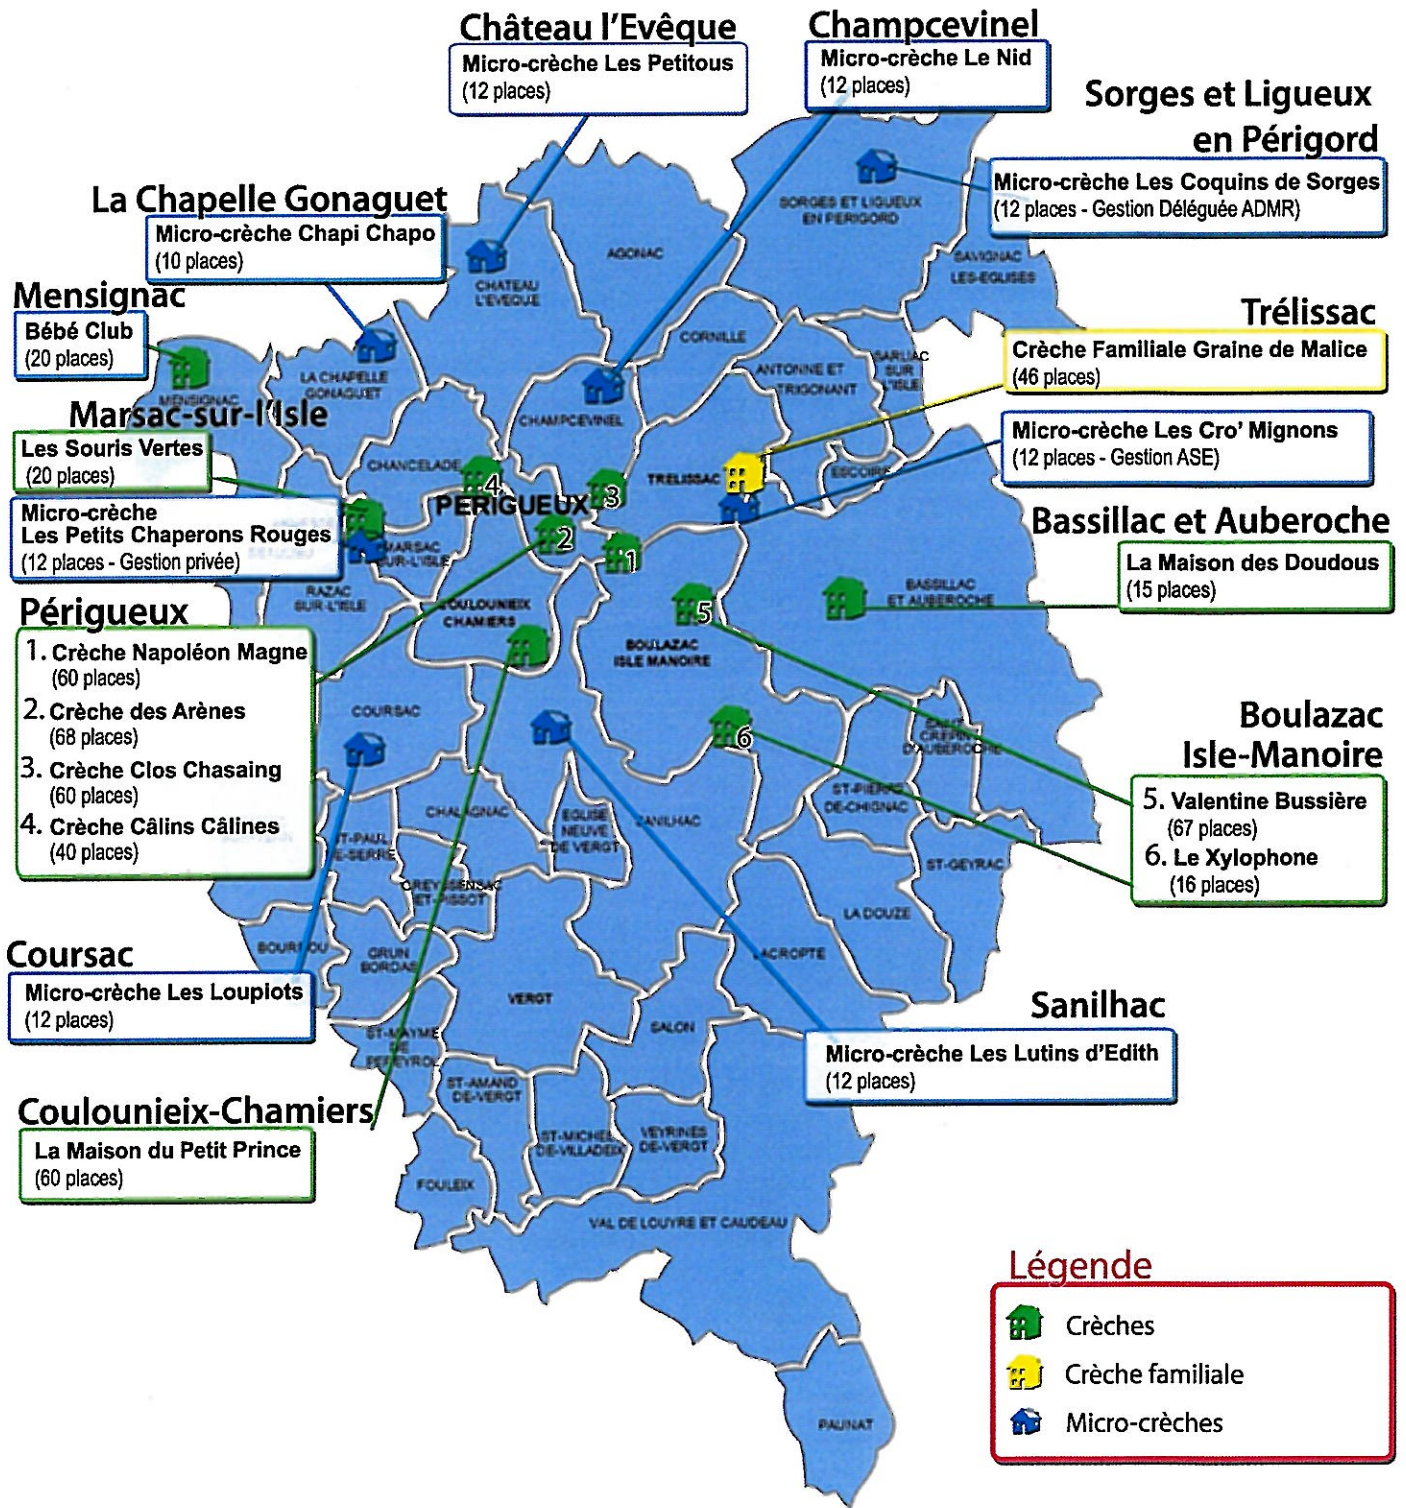 Château l'Evêque
Micro-crèche Les Petitous
(12 places)
Champcevinel
Micro-crèche Le Nid
(12 places)
Sorges et Ligueux
en Périgord
Micro-crèche Les Coquins de Sorges
(12 places - Gestion Déléguée ADMR)
La Chapelle Gonaguet
Micro-crèche Chapi Chapo
(10 places)
Mensignac
Bébé Club
(20 places)
Marsac-sur-l'Isle
Les Souris Vertes
(20 places)
Micro-crèche
Les Petits Chaperons Rouges
(12 places - Gestion privée)
Périgueux
1. Crèche Napoléon Magne
(60 places)
2. Crèche des Arènes
(68 places)
3. Crèche Clos Chasaing
(60 places)
4. Crèche Câlins Câlines
(40 places)
Coursac
Micro-crèche Les Loupiots
(12 places)
Coulounieix-Chamiers
La Maison du Petit Prince
(60 places)
Trélissac
Crèche Familiale Graine de Malice
(46 places)
Micro-crèche Les Cro' Mignons
(12 places - Gestion ASE)
Bassillac et Auberoche
La Maison des Doudous
(15 places)
Boulazac
Isle-Manoire
5. Valentine Bussière
(67 places)
6. Le Xylophone
(16 places)
Sanilhac
Micro-crèche Les Lutins d'Edith
(12 places)
SORGES ET LIGUEUX
EN PERIGORD
AGONAC
SAVIGNAC
LES-EGLISES
CHATEAU
L'EVEQUE
CORNILLE
ANTONNE ET
TRIGONANT
SARLIAC
SUR
L'ISLE
LA CHAPELLE
GONAGUET
MENSIGNAC
CHAMPCEVINEL
CHANCELADE
TRELISSAC
ESCOIRE
PERIGUEUX
4
3
2
1
MARSAC
SUR-L'ISLE
RAZAC
SUR-L'ISLE
COULOUNIEIX
CHAMIERS
5
BASSILLAC
ET AUBEROCHE
BOULAZAC
ISLE MANOIRE
6
COURSAC
SAINT
CREPIN
D'AUBEROCHE
ST-PIERRE
DE-CHIGNAC
CHALAGNAC
EGLISE
NEUVE
DE VERGT
SANILHAC
ST-PAUL
DE-SERRE
CREYSSENSAC
ET-PISSOT
ST-GEYRAC
LA DOUZE
BOURROU
GRUN
BORDAS
LACROPTE
VERGT
SALON
ST-MAYME
DE
PEREYROL
ST-AMAND
DE-VERGT
ST-MICHEL
DE-VILLADEIX
VEYRINES
DE-VERGT
FOULEIX
VAL DE LOUYRE ET CAUDEAU
PAUNAT
Légende
Crèches
Crèche familiale
Micro-crèches